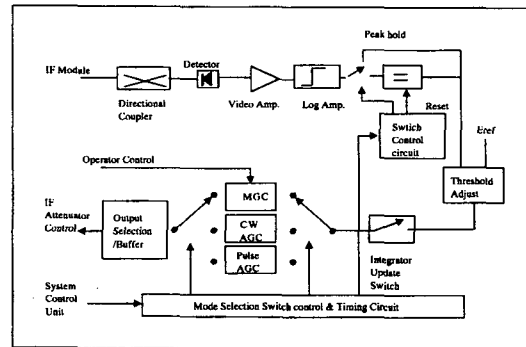 Peak hold
Detector
IF Module
Directional
Coupler
Video Amp.
Log Amp.
Reset
Switch
Control
circuit
Eref
Operator Control
Threshold
Adjust
MGC
IF
Attenuator
Control
Output
Selection
/Buffer
CW
AGC
Pulse
AGC
Integrator
Update
Switch
System
Control
Unit
Mode Selection Switch control & Timing Circuit